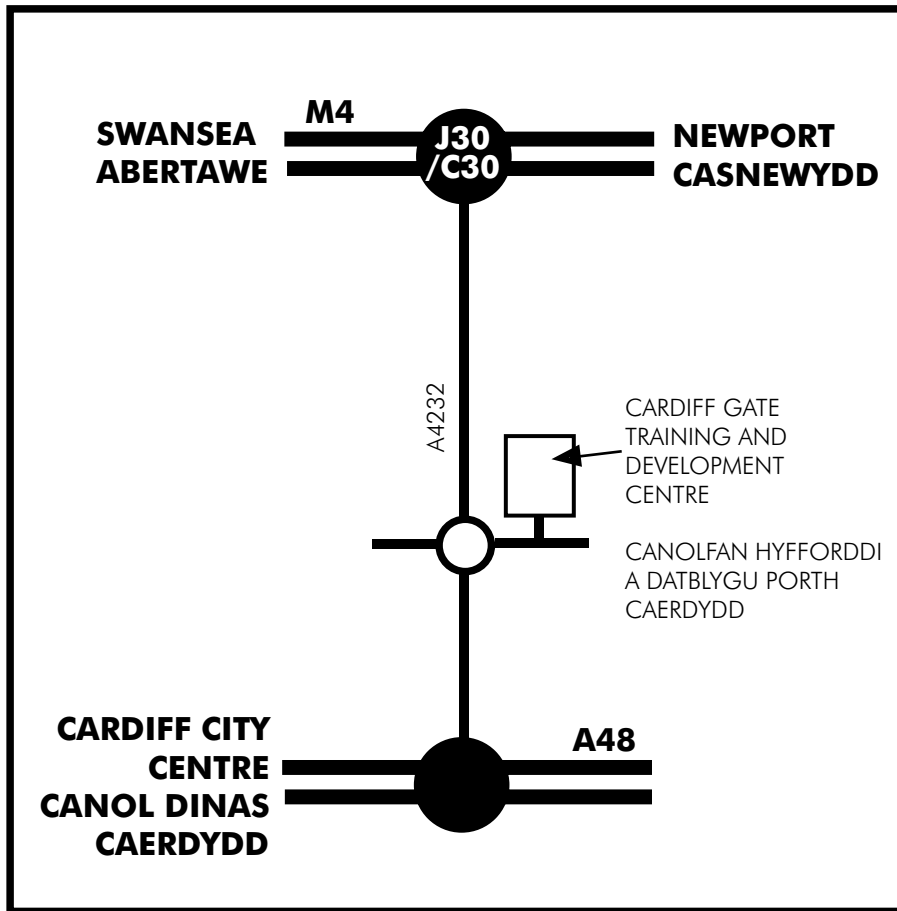 M4
SWANSEA
ABERTAWE
J30
/C30
NEWPORT
CASNEWYDD
A4232
CARDIFF GATE
TRAINING AND
DEVELOPMENT
CENTRE
CANOLFAN HYFFORDDI
A DATBLYGU PORTH
CAERDYDD
CARDIFF CITY
CENTRE
CANOL DINAS
CAERDYDD
A48